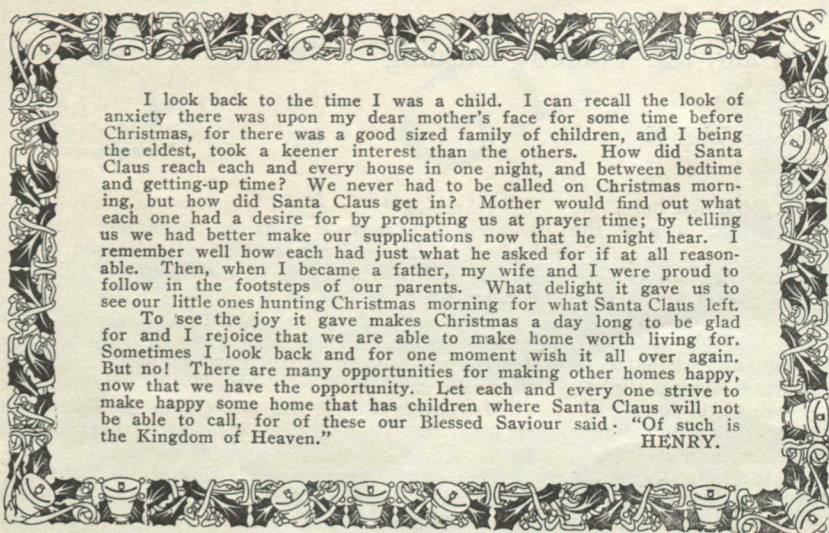 I look back to the time I was a child. I can recall the look of
anxiety there was upon my dear mother's face for some time before
Christmas, for there was a good sized family of children, and I being
the eldest, took a keener interest than the others. How did Santa
Claus reach each and every house in one night, and between bedtime
and getting-up time? We never had to be called on Christmas morn-
ing, but how did Santa Claus get in? Mother would find out what
each one had a desire for by prompting us at prayer time; by telling
us we had better make our supplications now that he might hear. I
remember well how each had just what he asked for if at all reason-
able. Then, when I became a father, my wife and I were proud to
follow in the footsteps of our parents. What delight it gave us to
see our little ones hunting Christmas morning for what Santa Claus left.
To see the joy it gave makes Christmas a day long to be glad
for and I rejoice that we are able to make home worth living for.
Sometimes I look back and for one moment wish it all over again.
But no! There are many opportunities for making other homes happy,
now that we have the opportunity. Let each and every one strive to
make happy some home that has children where Santa Claus will not
be able to call, for of these our Blessed Saviour said: "Of such is
the Kingdom of Heaven." HENRY.